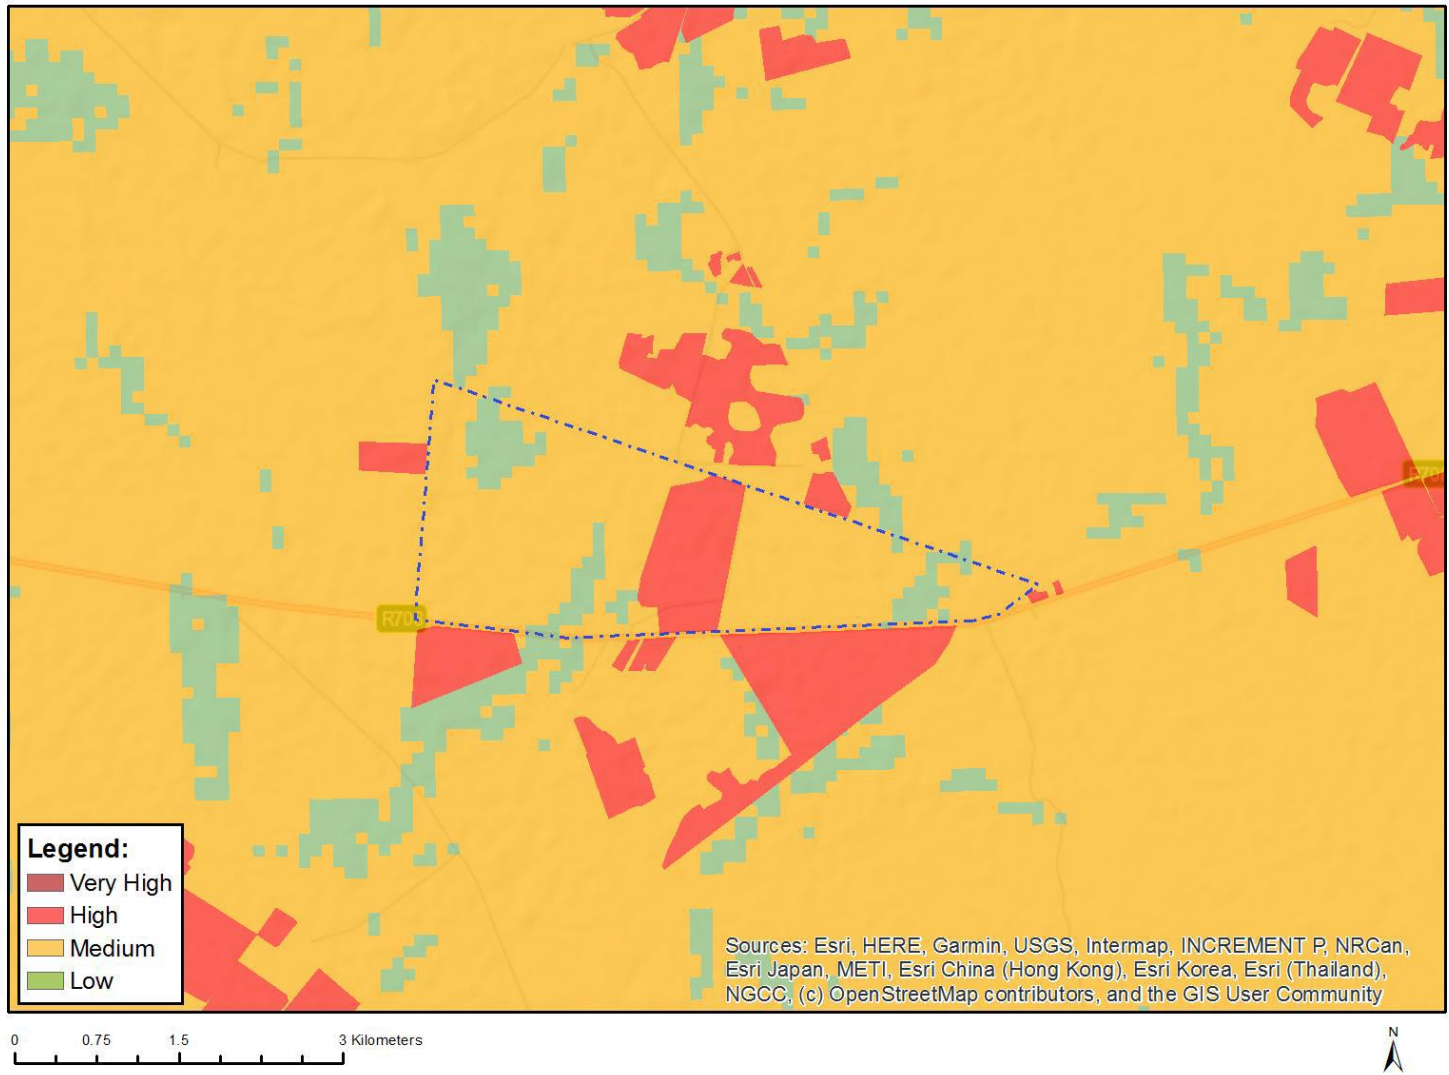 Legend:
Very High
High
Medium
Low
Sources: Esri, HERE, Garmin, USGS, Intermap, INCREMENT P, NRCan,
Esri Japan, METI, Esri China (Hong Kong), Esri Korea, Esri (Thailand),
NGCC, (c) OpenStreetMap contributors, and the GIS User Community
0 0.75 1.5 3 Kilometers
N